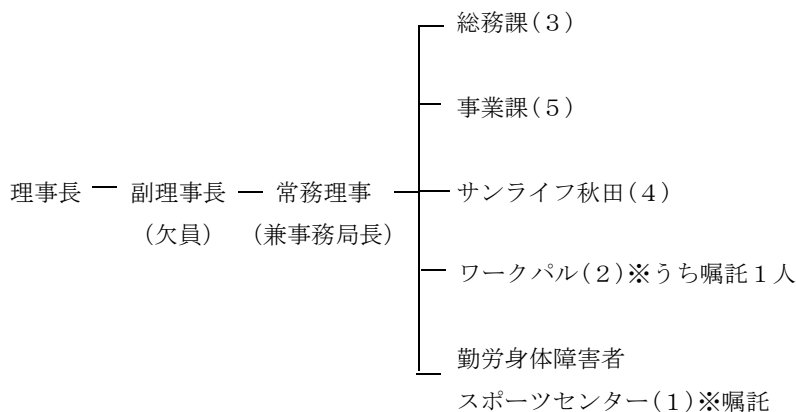 総務課(３)
事業課(５)
理事長 ― 副理事長 ― 常務理事 サンライフ秋田(４)
(欠員) (兼事務局長)
ワークパル(２)※うち嘱託１人
勤労身体障害者
スポーツセンター(１)※嘱託